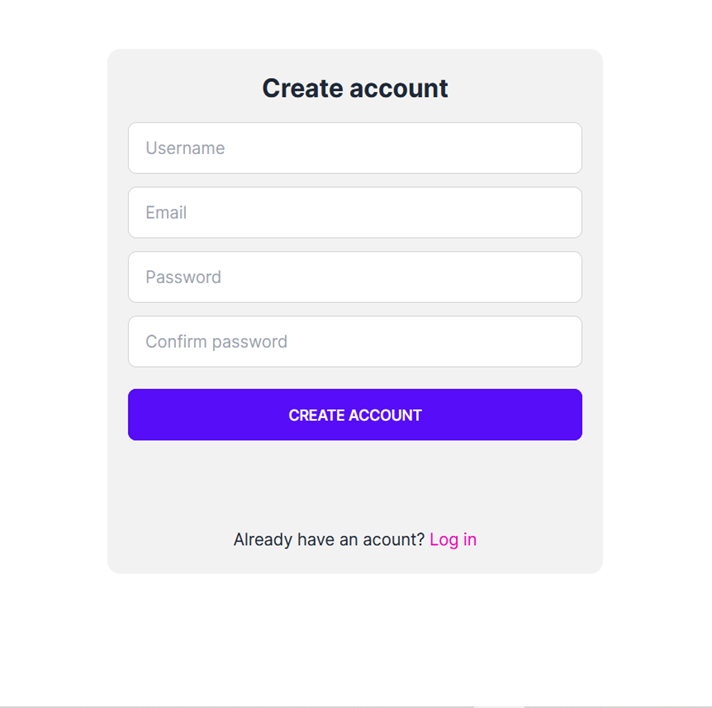 Create account
Username
Email
Password
Confirm password
CREATE ACCOUNT
Already have an acount? Log in